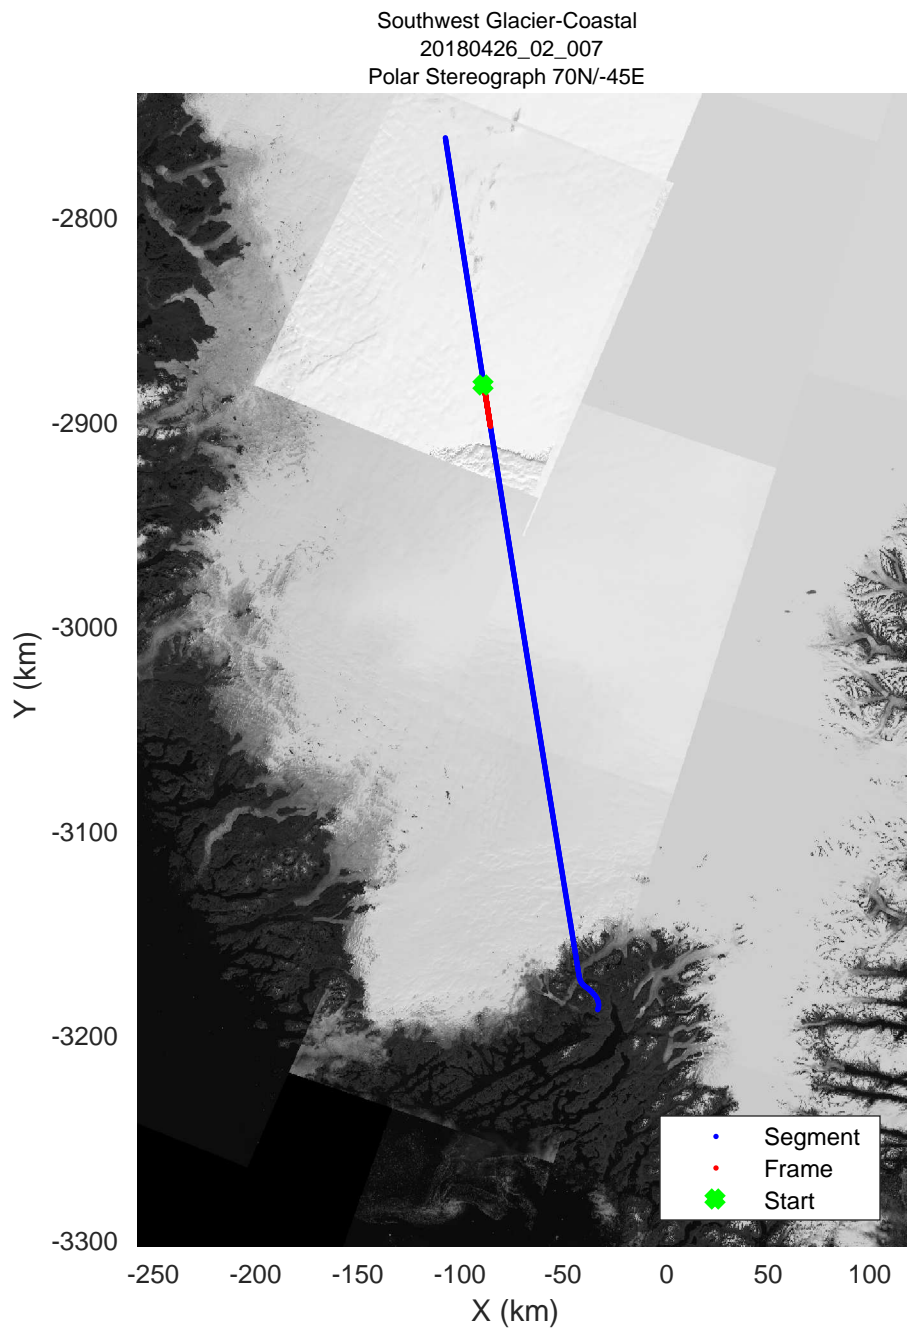 Southwest Glacier-Coastal
20180426_02_007
Polar Stereograph 70N/-45E
-2800
-2900
-3000
-3100
-3200
-3300
Y (km)
Segment
Frame
Start
-250 -200 -150 -100 -50 0 50 100
X (km)